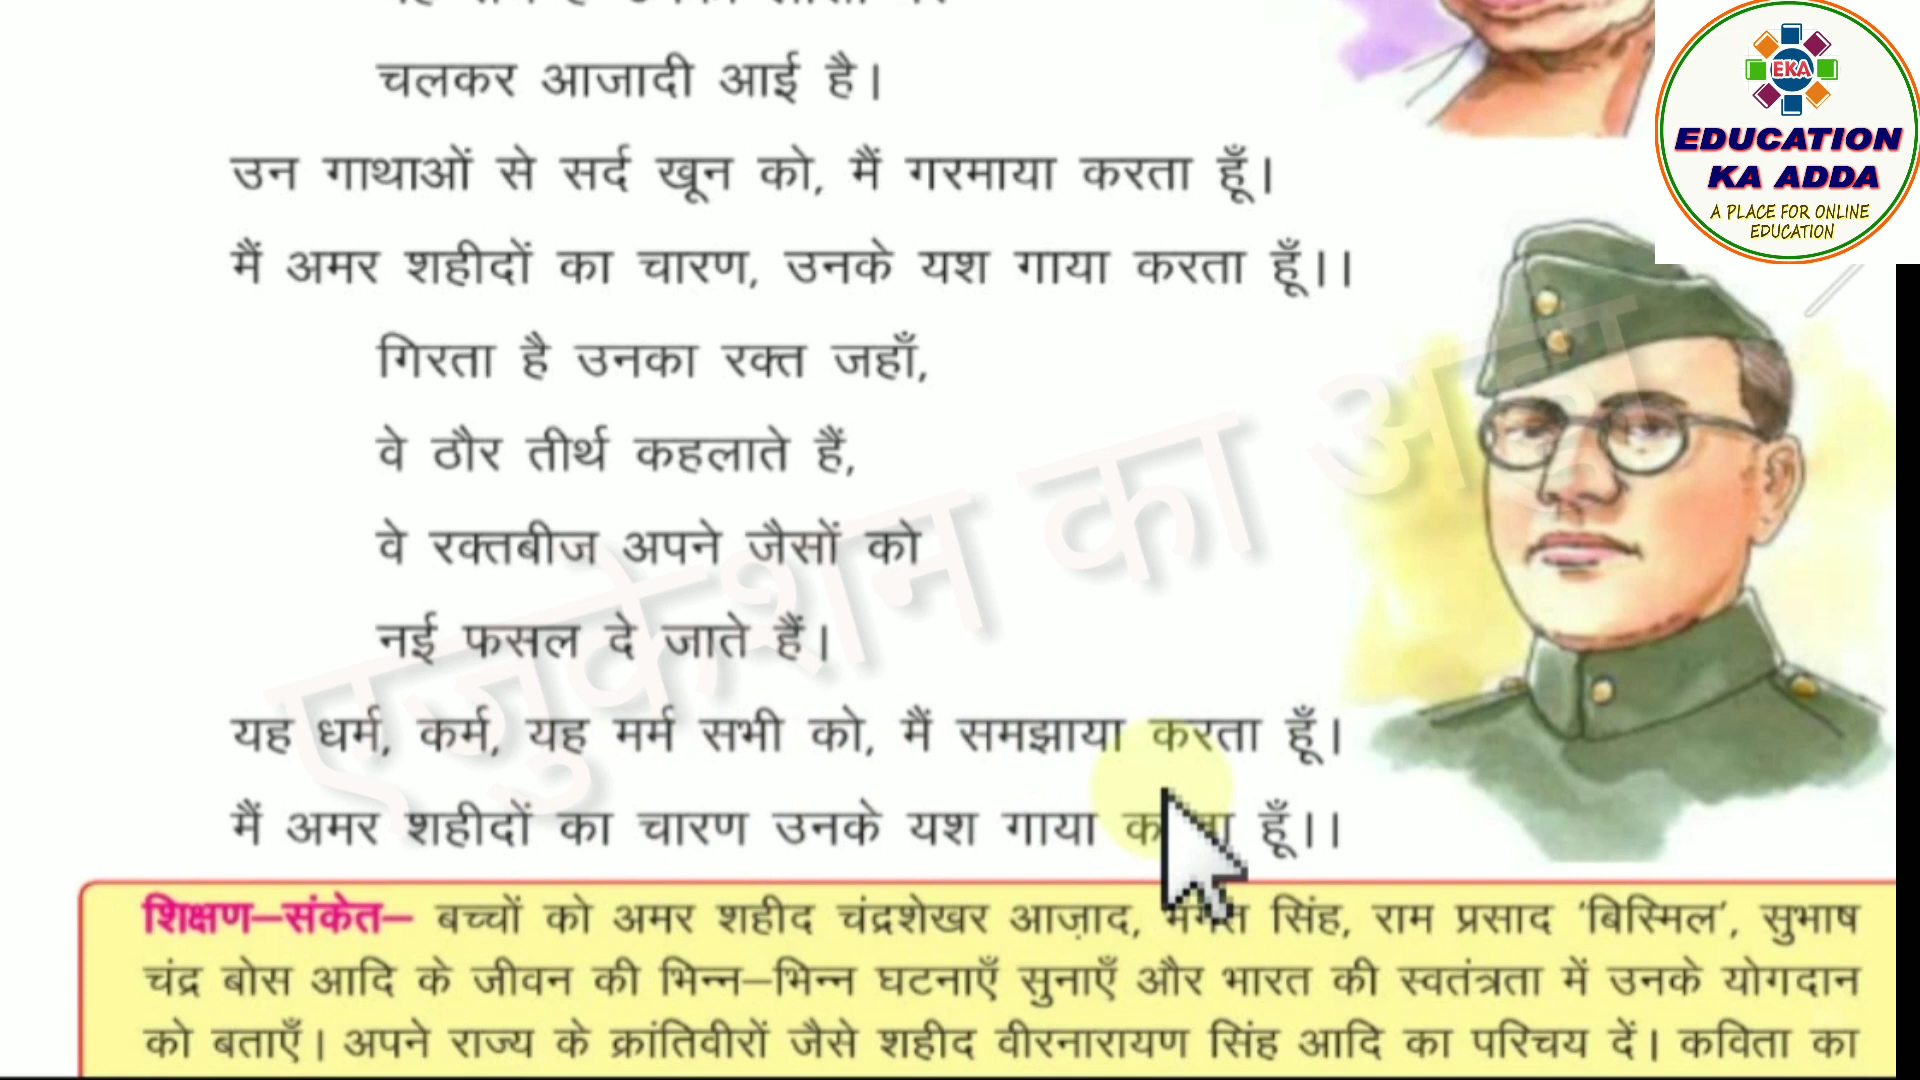 चलकर आजादी आई है।
उन गाथाओं से सर्द खून को, मैं गरमाया करता हूँ।
मैं अमर शहीदों का चारण, उनके यश गाया करता हूँ।।
गिरता है उनका रक्त जहाँ,
वे ठौर तीर्थ कहलाते हैं,
वे रक्तबीज अपने जैसों को
नई फसल दे जाते हैं।
यह धर्म, कर्म, यह मर्म सभी को, मैं समझाया करता हूँ।
मैं अमर शहीदों का चारण उनके यश गाया करता हूँ।।
शिक्षण–संकेत– बच्चों को अमर शहीद चंद्रशेखर आज़ाद, भगत सिंह, राम प्रसाद ‘बिस्मिल’, सुभाष
चंद्र बोस आदि के जीवन की भिन्न–भिन्न घटनाएँ सुनाएँ और भारत की स्वतंत्रता में उनके योगदान
को बताएँ। अपने राज्य के क्रांतिवीरों जैसे शहीद वीरनारायण सिंह आदि का परिचय दें। कविता का
EKA
EDUCATION
KA ADDA
A PLACE FOR ONLINE
EDUCATION
एजुकेशन का अड्डा